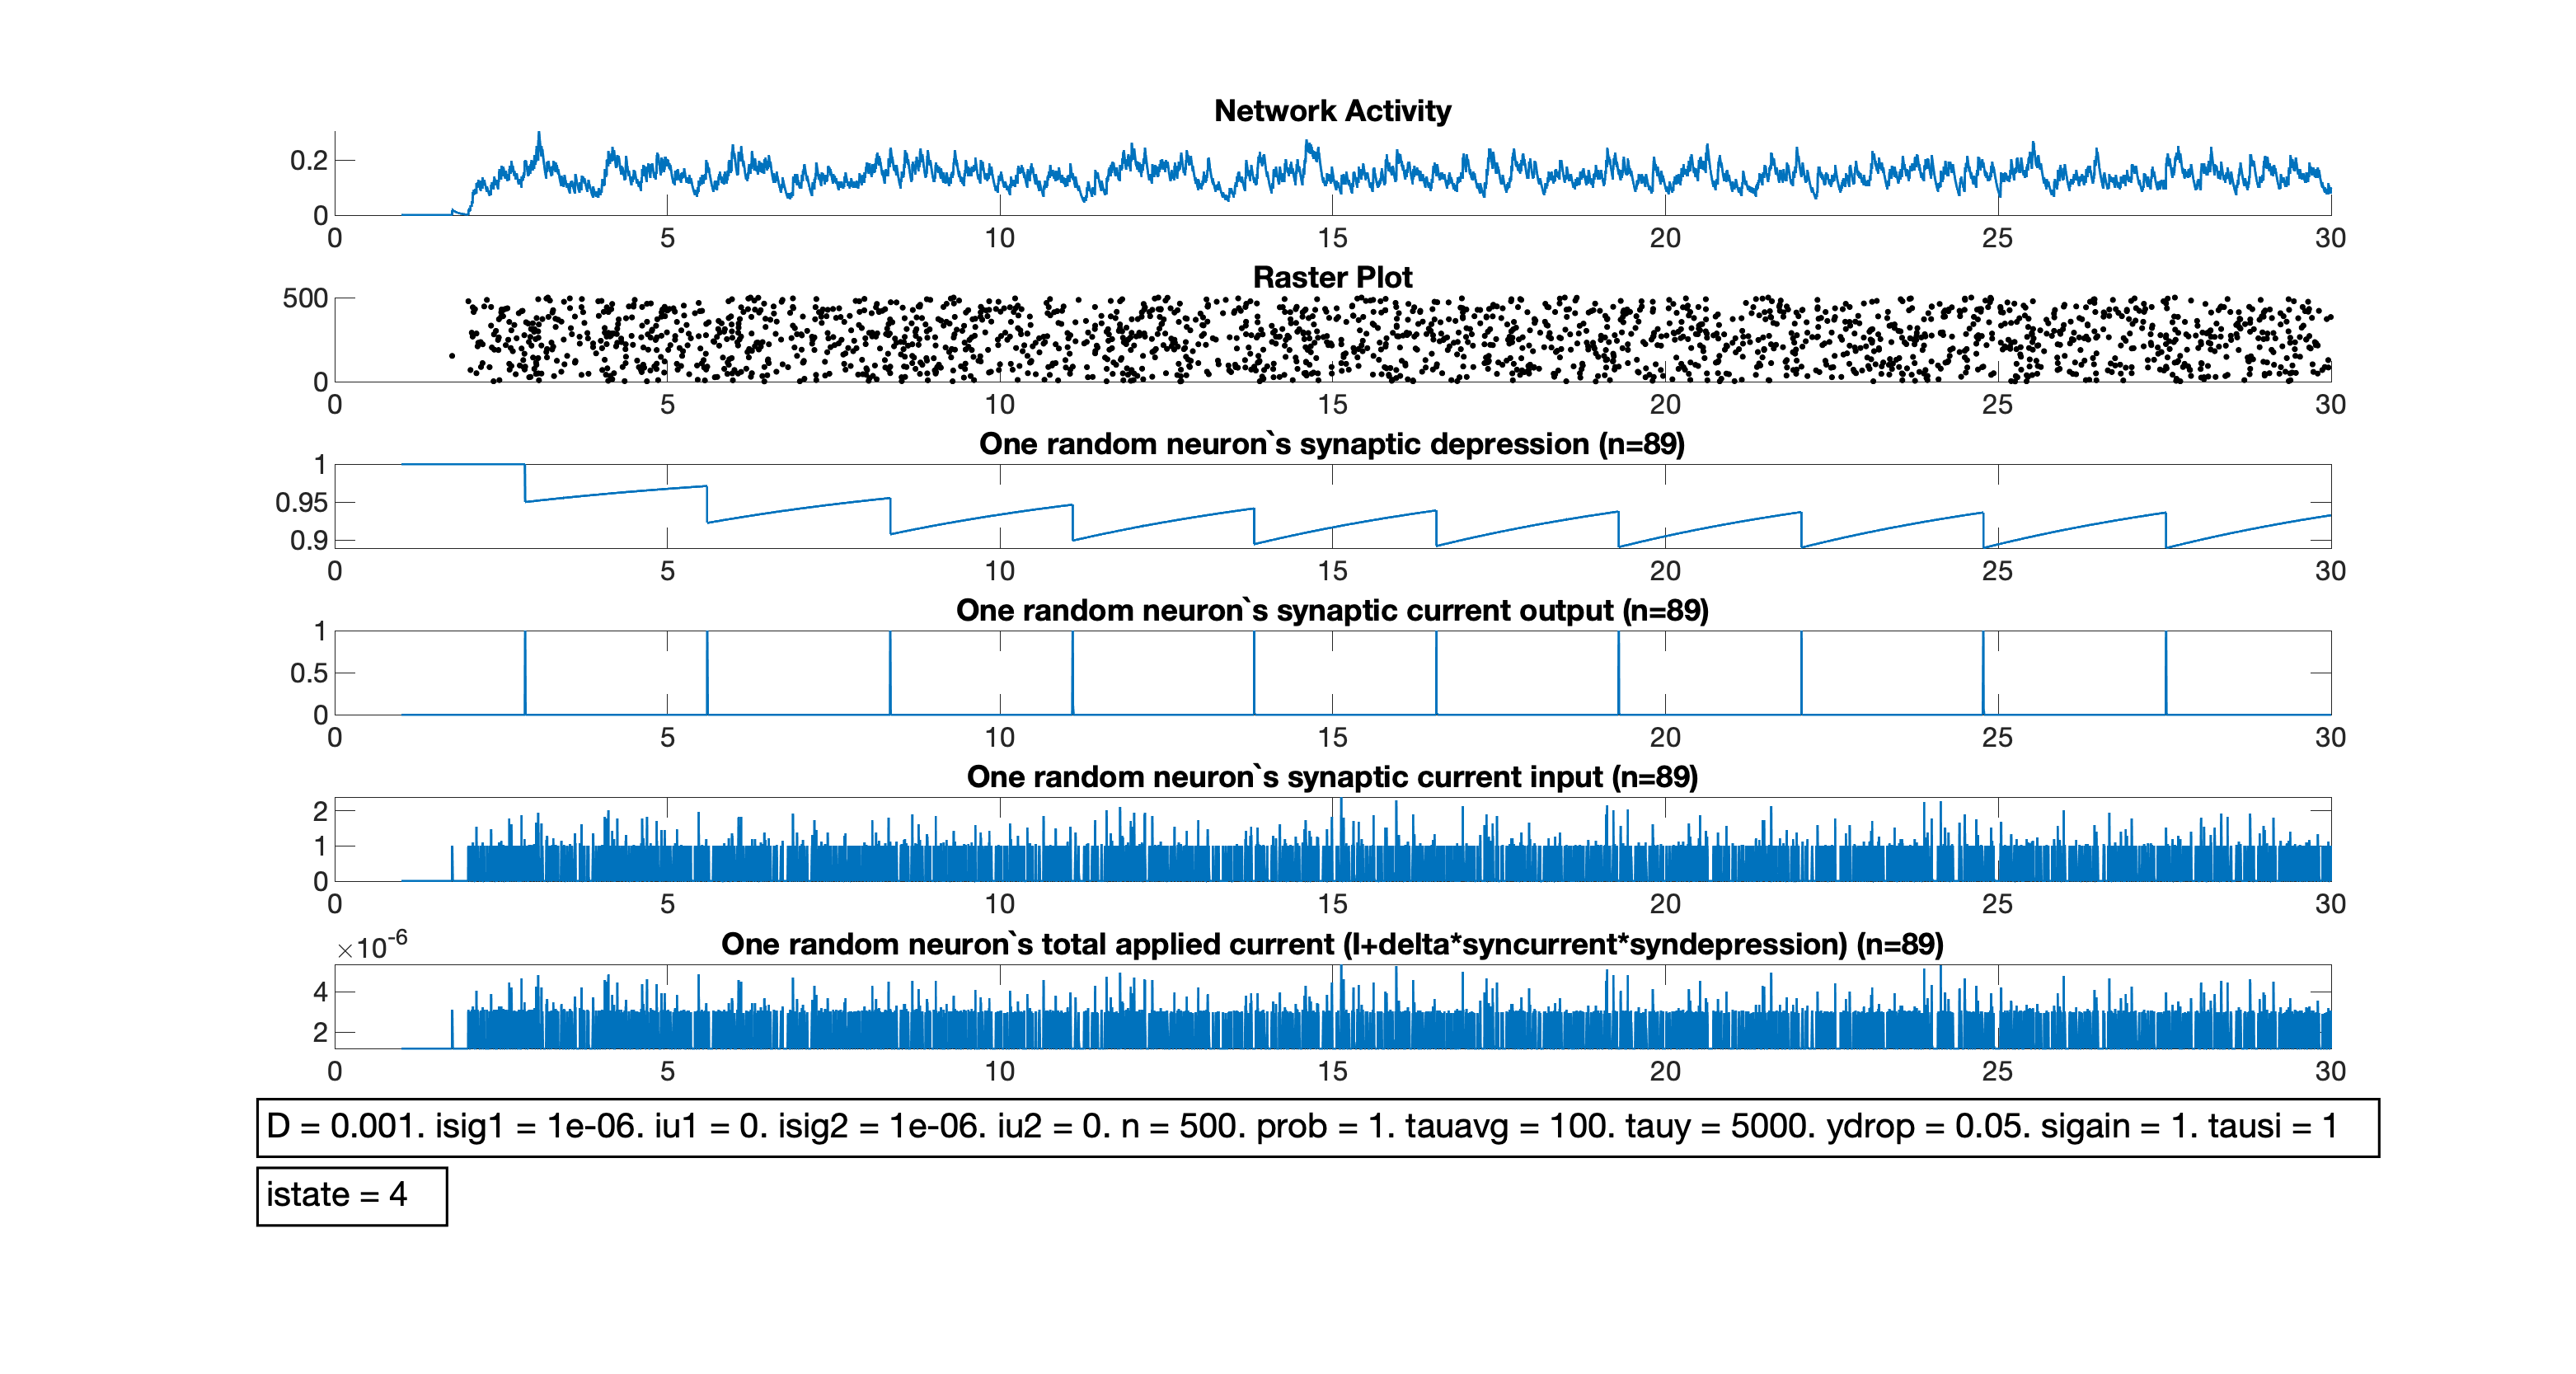 Network Activity
0.2
0
0 5 10 15 20 25 30
Raster Plot
500
0
0 5 10 15 20 25 30
One random neuron`s synaptic depression (n=89)
1
0.95
0.9
0 5 10 15 20 25 30
One random neuron`s synaptic current output (n=89)
1
0.5
0
0 5 10 15 20 25 30
One random neuron`s synaptic current input (n=89)
2
1
0
0 5 10 15 20 25 30
×10-6
One random neuron`s total applied current (I+delta*syncurrent*syndepression) (n=89)
4
2
0 5 10 15 20 25 30
D = 0.001. isig1 = 1e-06. iu1 = 0. isig2 = 1e-06. iu2 = 0. n = 500. prob = 1. tauavg = 100. tauy = 5000. ydrop = 0.05. sigain = 1. tausi = 1
istate = 4